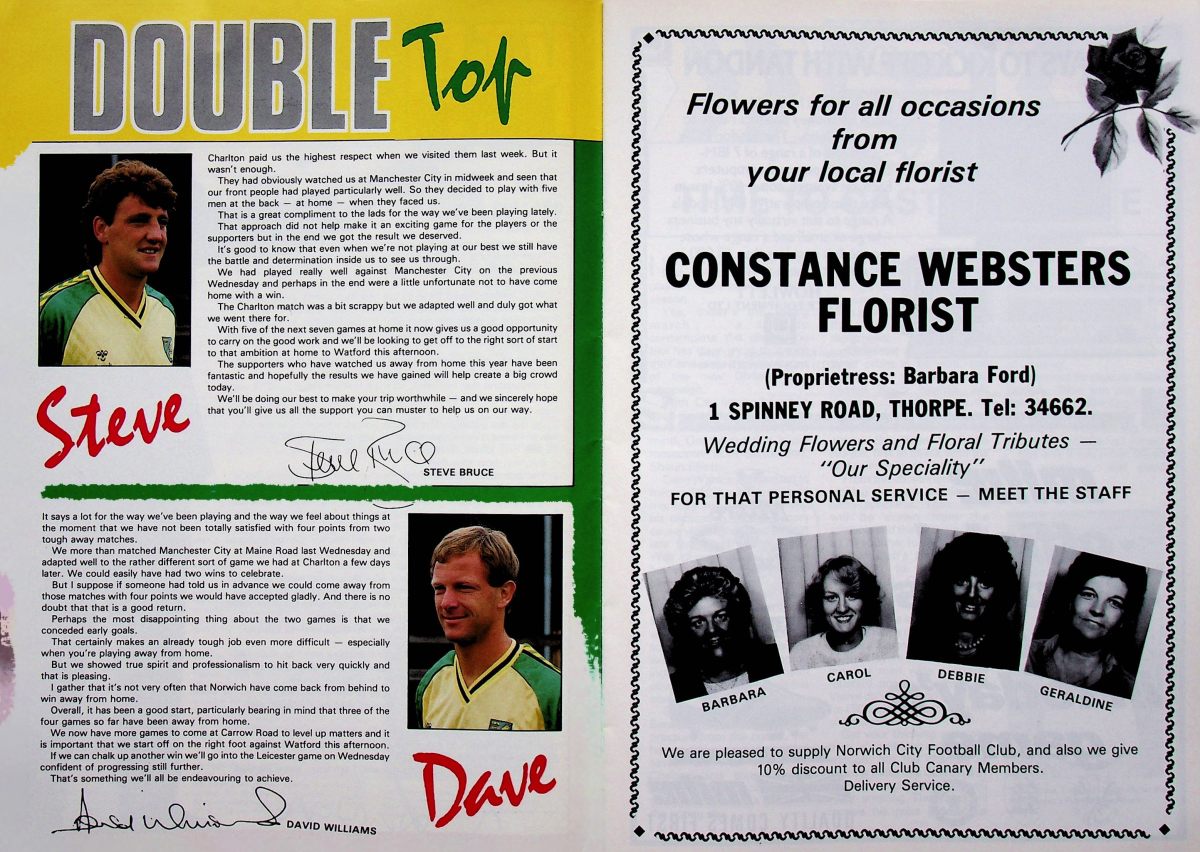 DOUBLE Top
Charlton paid us the highest respect when we visited them last week. But it
wasn't enough.
They had obviously watched us at Manchester City in midweek and seen that
our front people had played particularly well. So they decided to play with five
men at the back — at home — when they faced us.
That is a great compliment to the lads for the way we've been playing lately.
That approach did not help make it an exciting game for the players or the
supporters but in the end we got the result we deserved.
It's good to know that even when we're not playing at our best we still have
the battle and determination inside us to see us through.
We had played really well against Manchester City on the previous
Wednesday and perhaps in the end were a little unfortunate not to have come
home with a win.
The Charlton match was a bit scrappy but we adapted well and duly got what
we went there for.
With five of the next seven games at home it now gives us a good opportunity
to carry on the good work and we'll be looking to get off to the right sort of start
to that ambition at home to Watford this afternoon.
The supporters who have watched us away from home this year have been
fantastic and hopefully the results we have gained will help create a big crowd
today.
We'll be doing our best to make your trip worthwhile — and we sincerely hope
that you'll give us all the support you can muster to help us on our way.
Steve
Steve Bruce
STEVE BRUCE
It says a lot for the way we've been playing and the way we feel about things at
the moment that we have not been totally satisfied with four points from two
tough away matches.
We more than matched Manchester City at Maine Road last Wednesday and
adapted well to the rather different sort of game we had at Charlton a few days
later. We could easily have had two wins to celebrate.
But I suppose if someone had told us in advance we could come away from
those matches with four points we would have accepted gladly. And there is no
doubt that that is a good return.
Perhaps the most disappointing thing about the two games is that we
conceded early goals.
That certainly makes an already tough job even more difficult — especially
when you're playing away from home.
But we showed true spirit and professionalism to hit back very quickly and
that is pleasing.
I gather that it's not very often that Norwich have come back from behind to
win away from home.
Overall, it has been a good start, particularly bearing in mind that three of the
four games so far have been away from home.
We now have more games to come at Carrow Road to level up matters and it
is important that we start off on the right foot against Watford this afternoon.
If we can chalk up another win we'll go into the Leicester game on Wednesday
confident of progressing still further.
That's something we'll all be endeavouring to achieve.
Dave
David Williams
DAVID WILLIAMS
Flowers for all occasions
from
your local florist
CONSTANCE WEBSTERS
FLORIST
(Proprietress: Barbara Ford)
1 SPINNEY ROAD, THORPE. Tel: 34662.
Wedding Flowers and Floral Tributes —
"Our Speciality"
FOR THAT PERSONAL SERVICE — MEET THE STAFF
BARBARA
CAROL
DEBBIE
GERALDINE
We are pleased to supply Norwich City Football Club, and also we give
10% discount to all Club Canary Members.
Delivery Service.